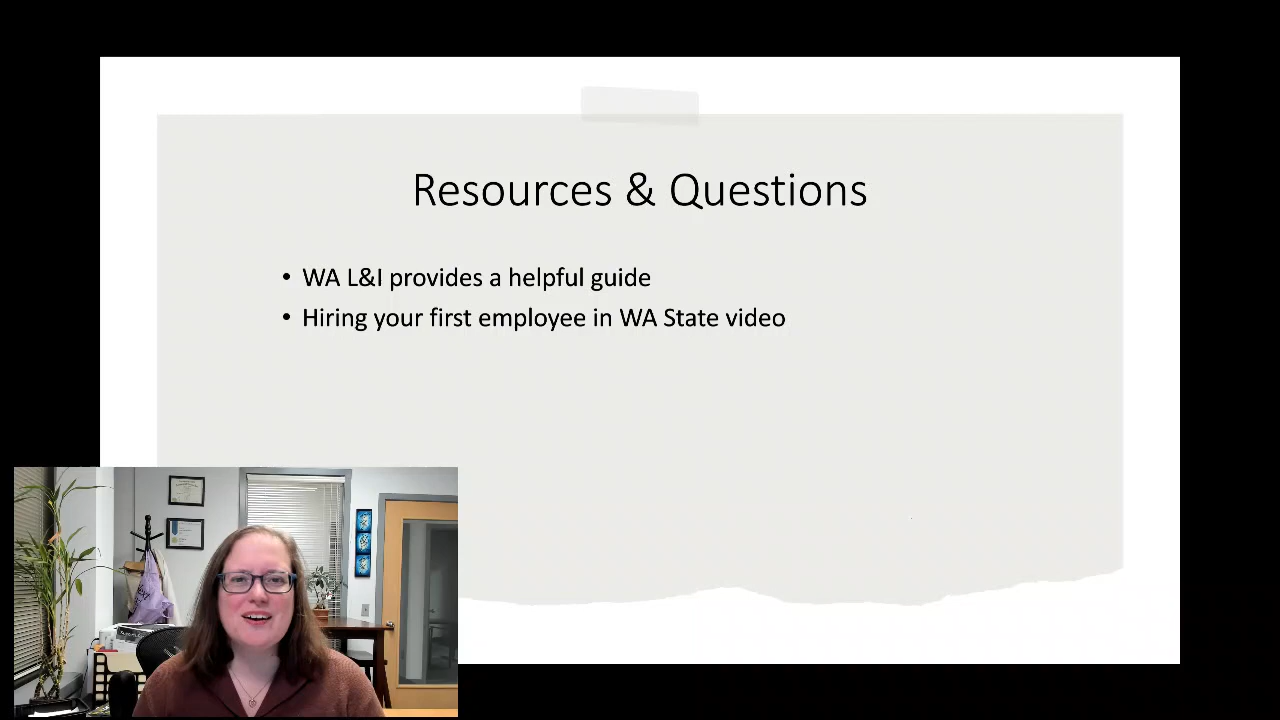 Resources & Questions
• WA L&I provides a helpful guide
• Hiring your first employee in WA State video